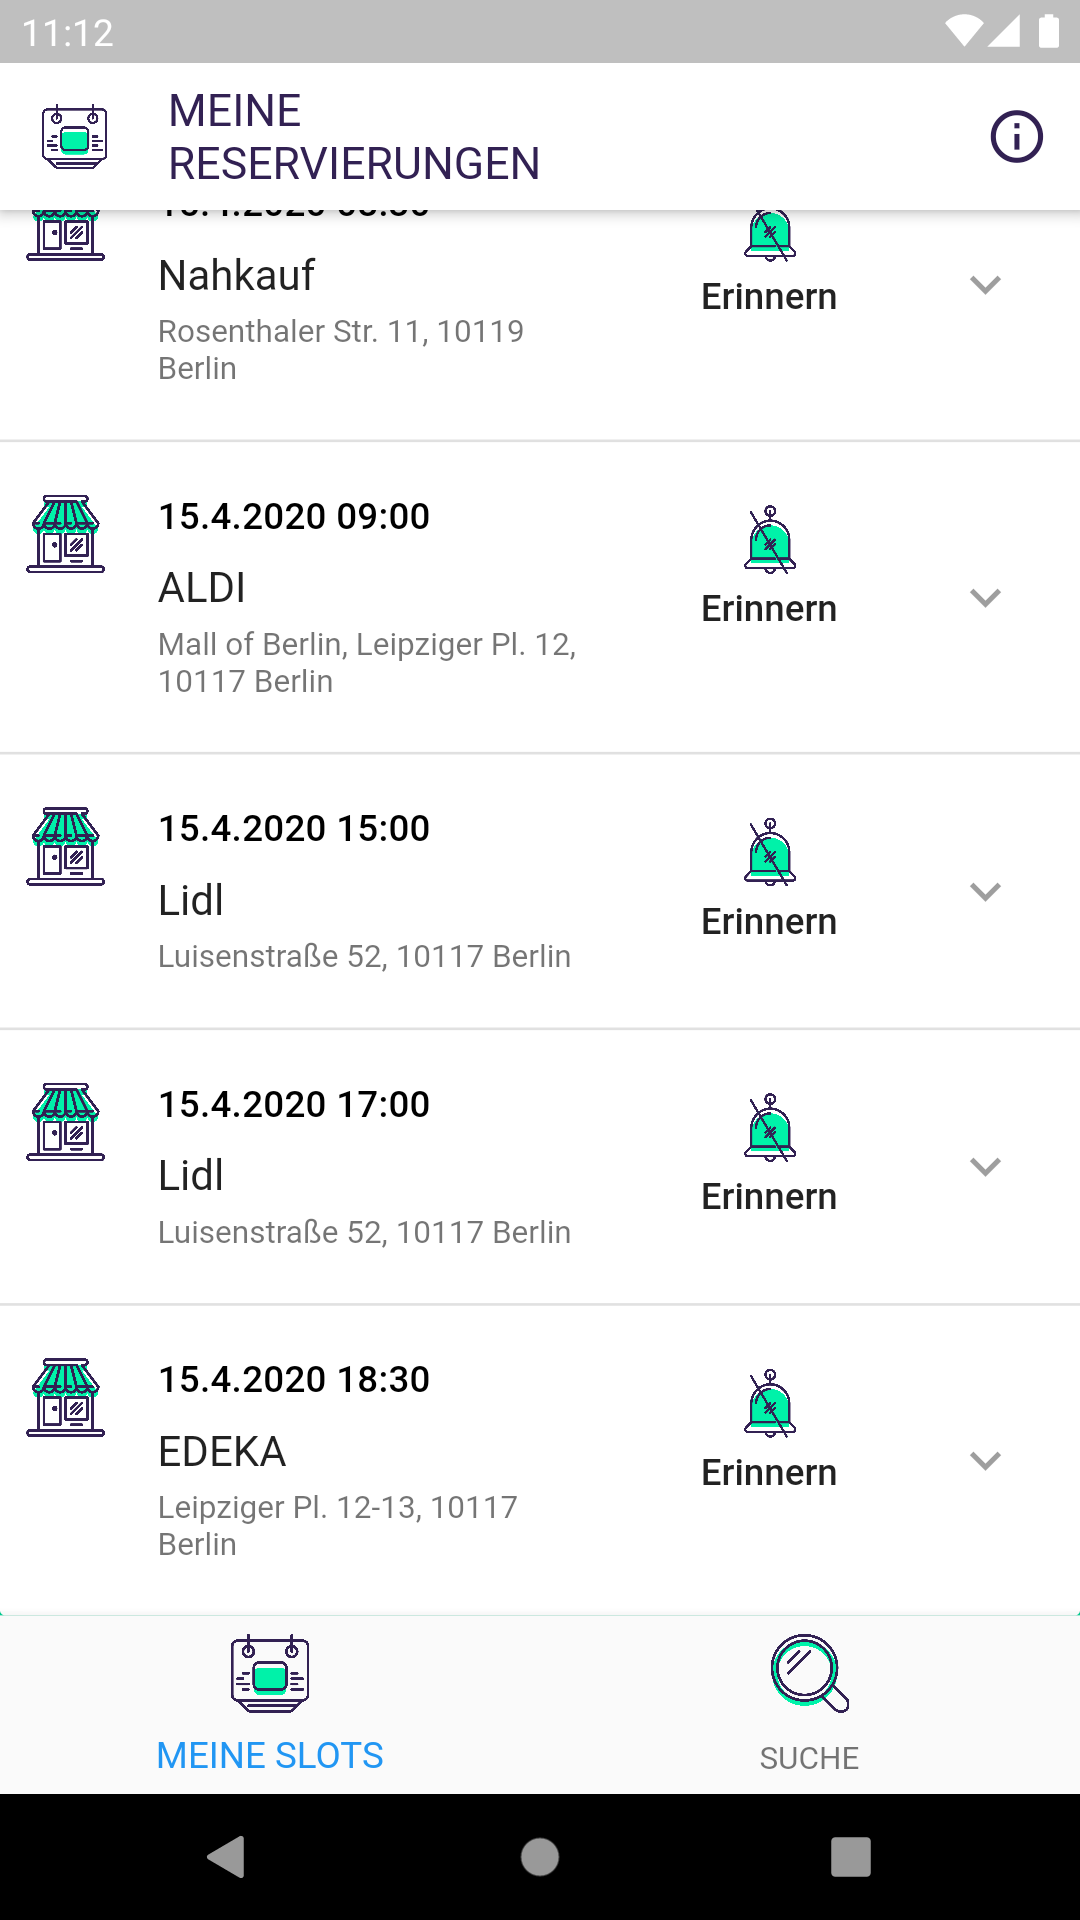 11:12
MEINE
RESERVIERUNGEN
Nahkauf
Erinnern
Rosenthaler Str. 11, 10119
Berlin
15.4.2020 09:00
ALDI
Erinnern
Mall of Berlin, Leipziger Pl. 12,
10117 Berlin
15.4.2020 15:00
Lidl
Erinnern
Luisenstraße 52, 10117 Berlin
15.4.2020 17:00
Lidl
Erinnern
Luisenstraße 52, 10117 Berlin
15.4.2020 18:30
EDEKA
Erinnern
Leipziger Pl. 12-13, 10117
Berlin
MEINE SLOTS
SUCHE